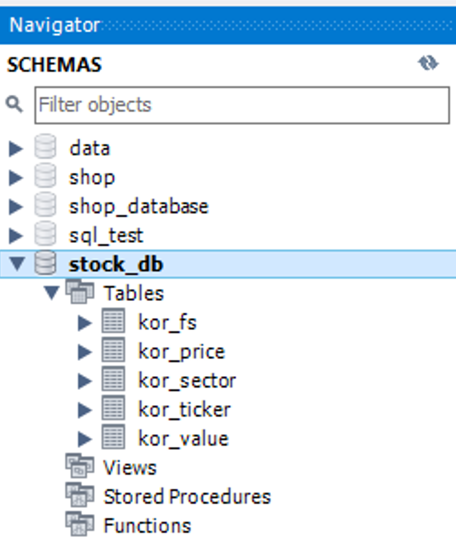 Navigator
SCHEMAS
Filter objects
data
shop
shop_database
sql_test
stock_db
Tables
kor_fs
kor_price
kor_sector
kor_ticker
kor_value
Views
Stored Procedures
Functions